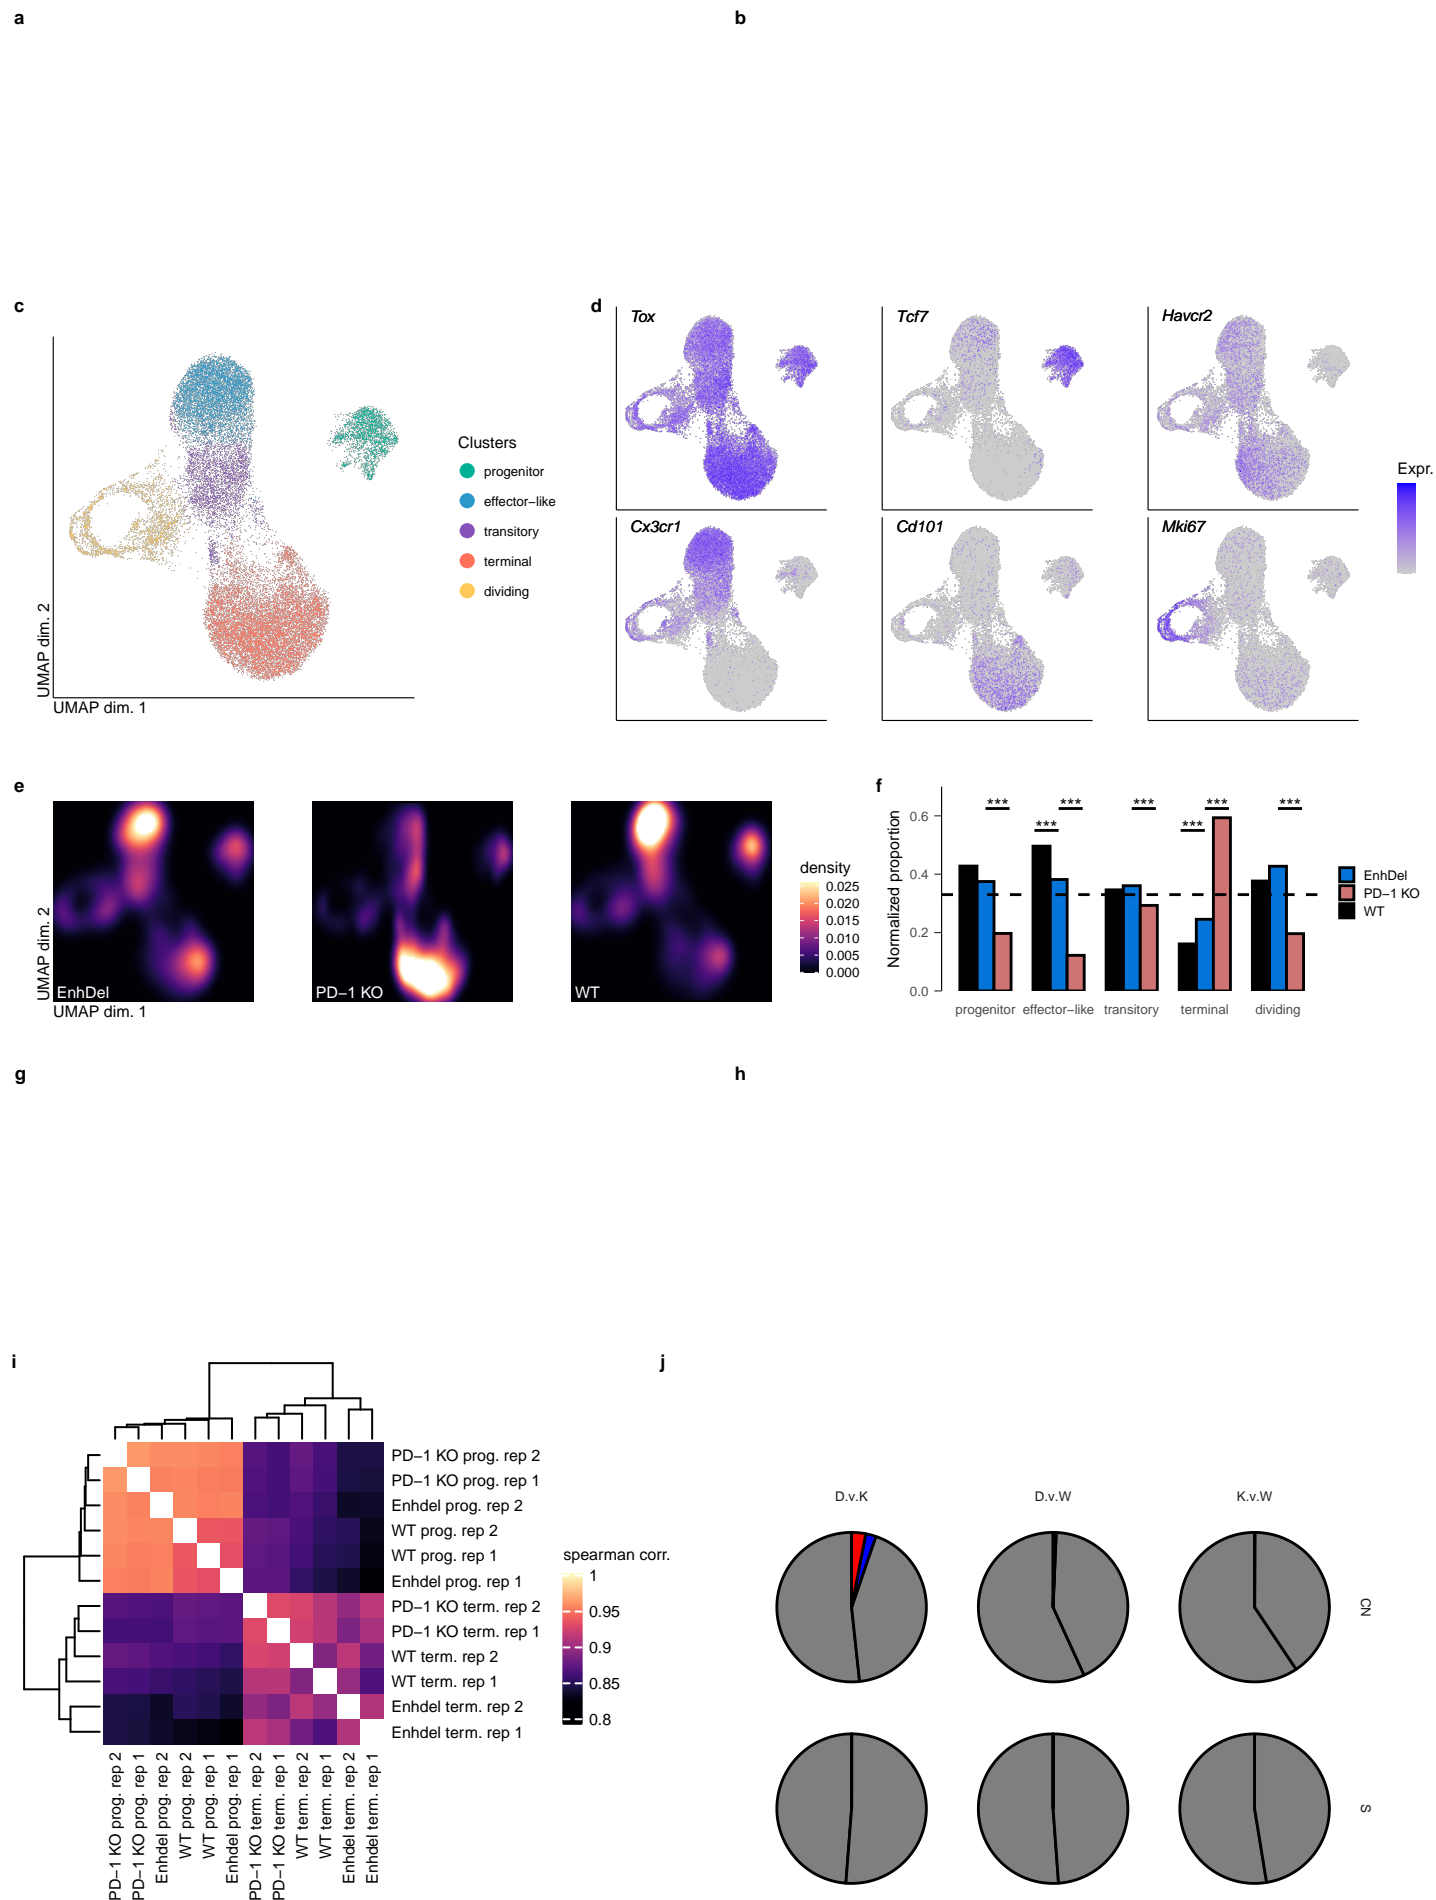 a
b
c
UMAP dim. 2
UMAP dim. 1
Clusters
progenitor
effector−like
transitory
terminal
dividing
d
Tox
Tcf7
Havcr2
Cx3cr1
Cd101
Mki67
Expr.
e
UMAP dim. 2
EnhDel
UMAP dim. 1
PD−1 KO
WT
density
0.025
0.020
0.015
0.010
0.005
0.000
f
Normalized proportion
0.6
0.4
0.2
0.0
*** *** *** *** *** *** ***
progenitor effector−like transitory terminal dividing
EnhDel
PD−1 KO
WT
g
h
i
PD−1 KO prog. rep 2
PD−1 KO prog. rep 1
Enhdel prog. rep 2
WT prog. rep 2
WT prog. rep 1
Enhdel prog. rep 1
PD−1 KO term. rep 2
PD−1 KO term. rep 1
WT term. rep 2
WT term. rep 1
Enhdel term. rep 2
Enhdel term. rep 1
PD−1 KO prog. rep 2
PD−1 KO prog. rep 1
Enhdel prog. rep 2
WT prog. rep 2
WT prog. rep 1
Enhdel prog. rep 1
PD−1 KO term. rep 2
PD−1 KO term. rep 1
WT term. rep 2
WT term. rep 1
Enhdel term. rep 2
Enhdel term. rep 1
spearman corr.
1
0.95
0.9
0.85
0.8
j
D.v.K
D.v.W
K.v.W
CN
S